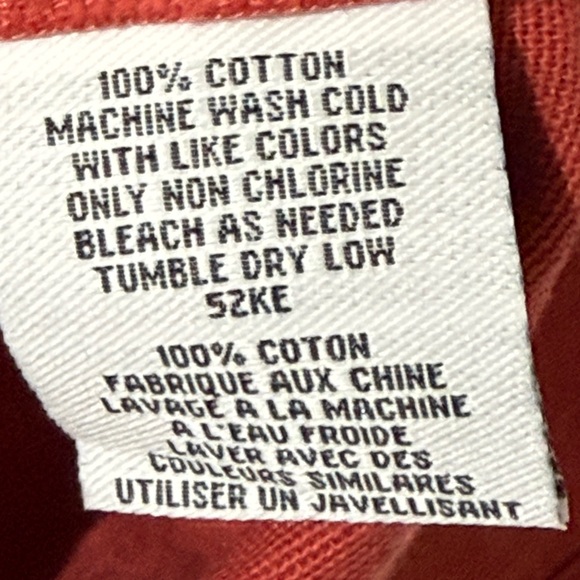 100% COTTON
MACHINE WASH COLD
WITH LIKE COLORS
ONLY NON CHLORINE
BLEACH AS NEEDED
TUMBLE DRY LOW
52KE
100% COTON
FABRIQUE AUX CHINE
LAVAGE A LA MACHINE
A L'EAU FROIDE
LAVER AVEC DES
COULEURS SIMILARES
UTILISER UN JAVELLISANT